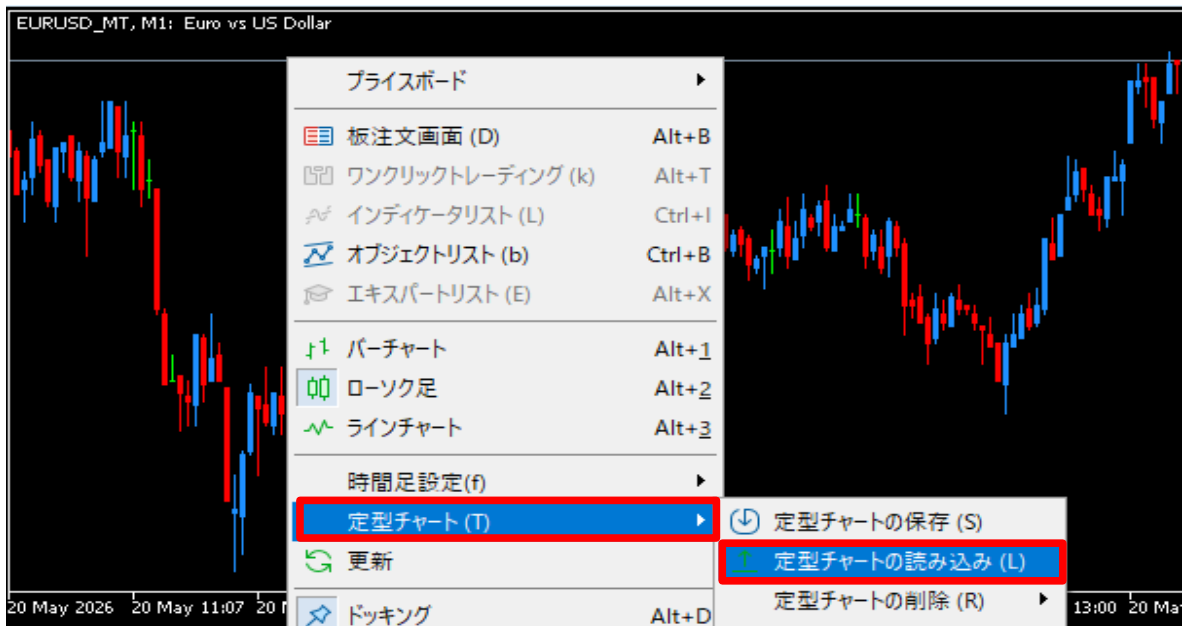 EURUSD_MT, M1: Euro vs US Dollar
プライスボード
板注文画面 (D) Alt+B
ワンクリックトレーディング (k) Alt+T
インディケータリスト (L) Ctrl+I
オブジェクトリスト (b) Ctrl+B
エキスパートリスト (E) Alt+X
バーチャート Alt+1
ローソク足 Alt+2
ラインチャート Alt+3
時間足設定(f)
定型チャート (T)
定型チャートの保存 (S)
更新
定型チャートの読み込み (L)
ドッキング Alt+D
定型チャートの削除 (R)
20 May 2026 20 May 11:07 20 13:00 20 Ma